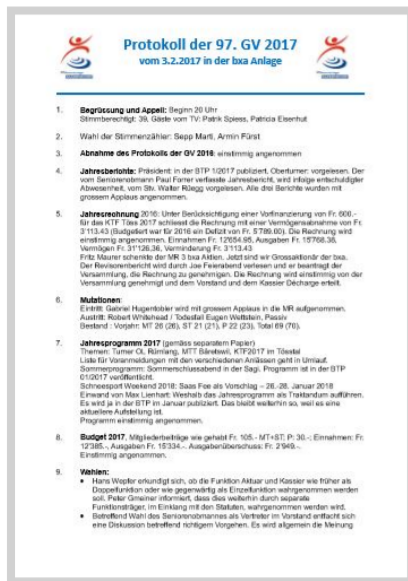 Protokoll der 97. GV 2017
vom 3.2.2017 in der bxa Anlage
1. Begrüssung und Appell: Beginn 20 Uhr
Stimmberechtigt: 39, Gäste vom TV: Patrik Spiess, Patricia Eisenhut
2. Wahl der Stimmenzähler: Sepp Marti, Armin Fürst
3. Abnahme des Protokolls der GV 2016: einstimmig angenommen
4. Jahresberichte: Präsident: in der BTP 1/2017 publiziert, Oberturner: vorgelesen. Der
vom Seniorenobmann Paul Forrer verfasste Jahresbericht, wird infolge entschuldigter
Abwesenheit, vom Stv. Walter Rüegg vorgelesen. Alle drei Berichte wurden mit
grossem Applaus angenommen.
5. Jahresrechnung 2016: Unter Berücksichtigung einer Vorfinanzierung von Fr. 600.-
für das KTF Töss 2017 schliesst die Rechnung mit einer Vermögensabnahme von Fr.
3'113.43 (Budgetiert war für 2016 ein Defizit von Fr. 5'789.00). Die Rechnung wird
einstimmig angenommen. Einnahmen Fr. 12'654.95, Ausgaben Fr. 15'768.38,
Vermögen Fr. 31'126.36, Verminderung Fr. 3'113.43
Fritz Maurer schenkte der MR 3 bxa Aktien. Jetzt sind wir Grossaktionär der bxa.
Der Revisorenbericht wird durch Joe Feierabend verlesen und er beantragt der
Versammlung, die Rechnung zu genehmigen. Die Rechnung wird einstimmig von der
Versammlung genehmigt und dem Vorstand und dem Kassier Décharge erteilt.
6. Mutationen:
Eintritt: Gabriel Hugentobler wird mit grossem Applaus in die MR aufgenommen.
Austritt: Robert Whitehead / Todesfall Eugen Wettstein, Passiv
Bestand : Vorjahr: MT 26 (26), ST 21 (21), P 22 (23), Total 69 (70).
7. Jahresprogramm 2017 (gemäss separatem Papier)
Themen: Turner OL Rümlang, MTT Bäretswil, KTF2017 im Tösstal
Liste für Voranmeldungen mit den verschiedenen Anlässen geht in Umlauf.
Sommerprogramm: Sommerschlussabend in der Sagi. Programm ist in der BTP
01/2017 veröffentlicht.
Schneesport Weekend 2018: Saas Fee als Vorschlag – 26.-28. Januar 2018
Einwand von Max Lienhart: Weshalb das Jahresprogramm als Traktandum aufführen.
Es wird ja in der BTP im Januar publiziert. Das bleibt weiterhin so, weil es eine
aktuellere Aufstellung ist.
Programm einstimmig angenommen.
8. Budget 2017, Mitgliederbeiträge wie gehabt Fr. 105.- MT+ST; P: 30.-; Einnahmen: Fr.
12'385.-, Ausgaben Fr. 15'334.-. Ausgabenüberschuss: Fr. 2'949.-.
Einstimmig angenommen.
9. Wahlen:
• Hans Wepfer erkundigt sich, ob die Funktion Aktuar und Kassier wie früher als
Doppelfunktion oder wie gegenwärtig als Einzelfunktion wahrgenommen werden
soll. Peter Gmeiner informiert, dass dies weiterhin durch separate
Funktionsträger, im Einklang mit den Statuten, wahrgenommen werden wird.
• Betreffend Wahl des Seniorenobmannes als Vertreter im Vorstand entfacht sich
eine Diskussion betreffend richtigem Vorgehen. Es wird allgemein die Meinung